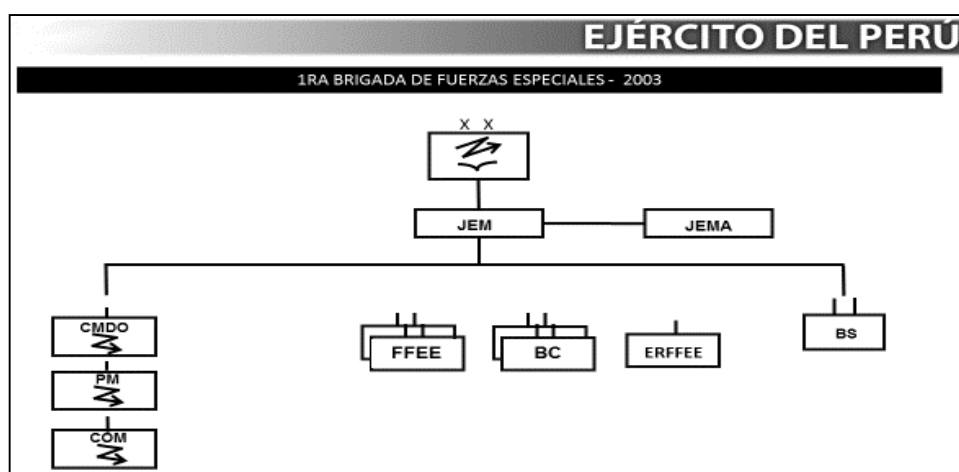 EJÉRCITO DEL PERÚ
1RA BRIGADA DE FUERZAS ESPECIALES - 2003
X X
JEM
JEMA
CMDO
FFEE
BC
ERFFEE
BS
PM
COM